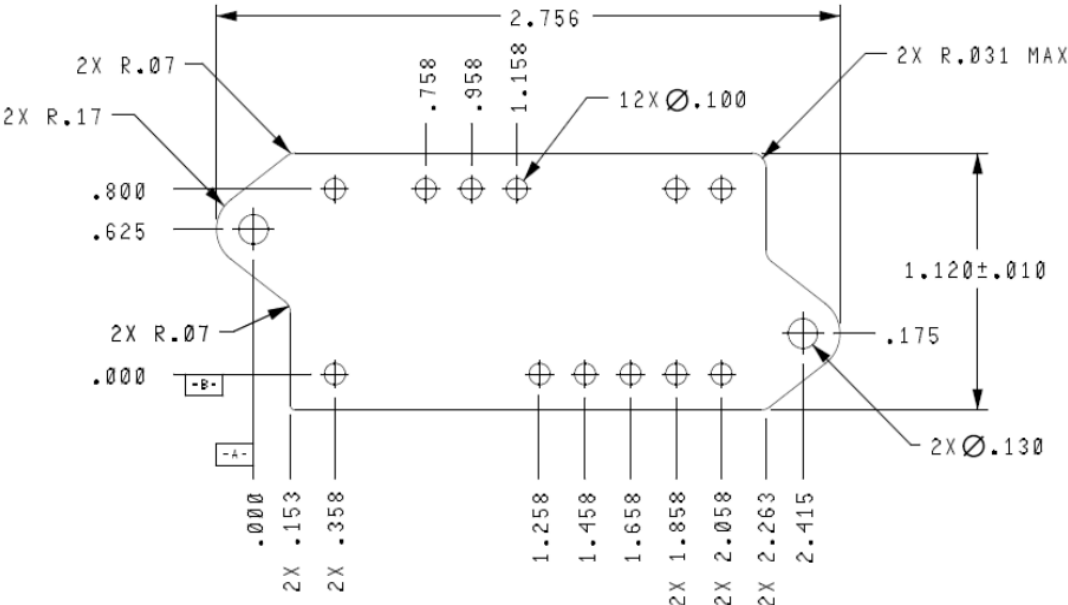 2.756
2X R.07
2X R.17
.758
.958
1.158
12X Ø.100
2X R.031 MAX
.800
.625
1.120±.010
2X R.07
.175
.000
-B-
-A-
2X Ø.130
.000
2X .153
2X .358
1.258
1.458
1.658
2X 1.858
2X 2.058
2X 2.263
2.415